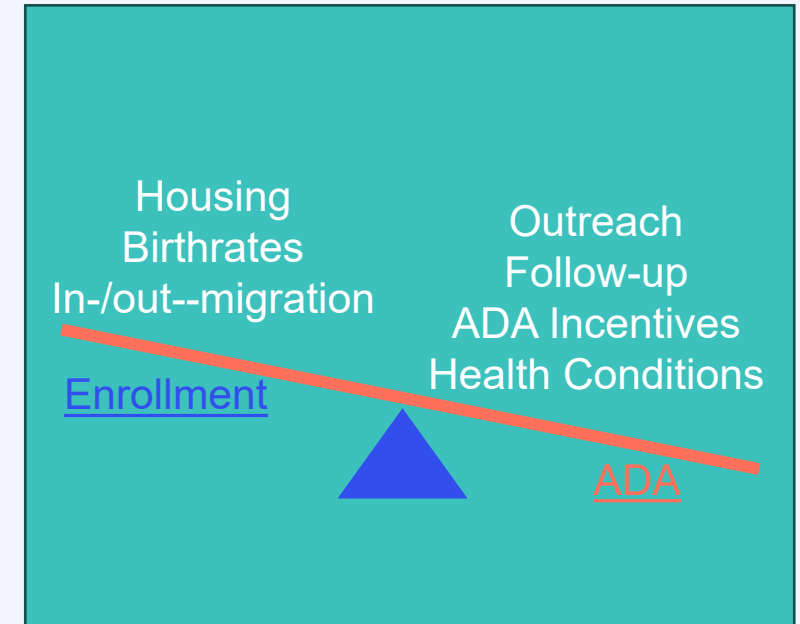 Housing
Birthrates
In-/out--migration
Enrollment
Outreach
Follow-up
ADA Incentives
Health Conditions
ADA